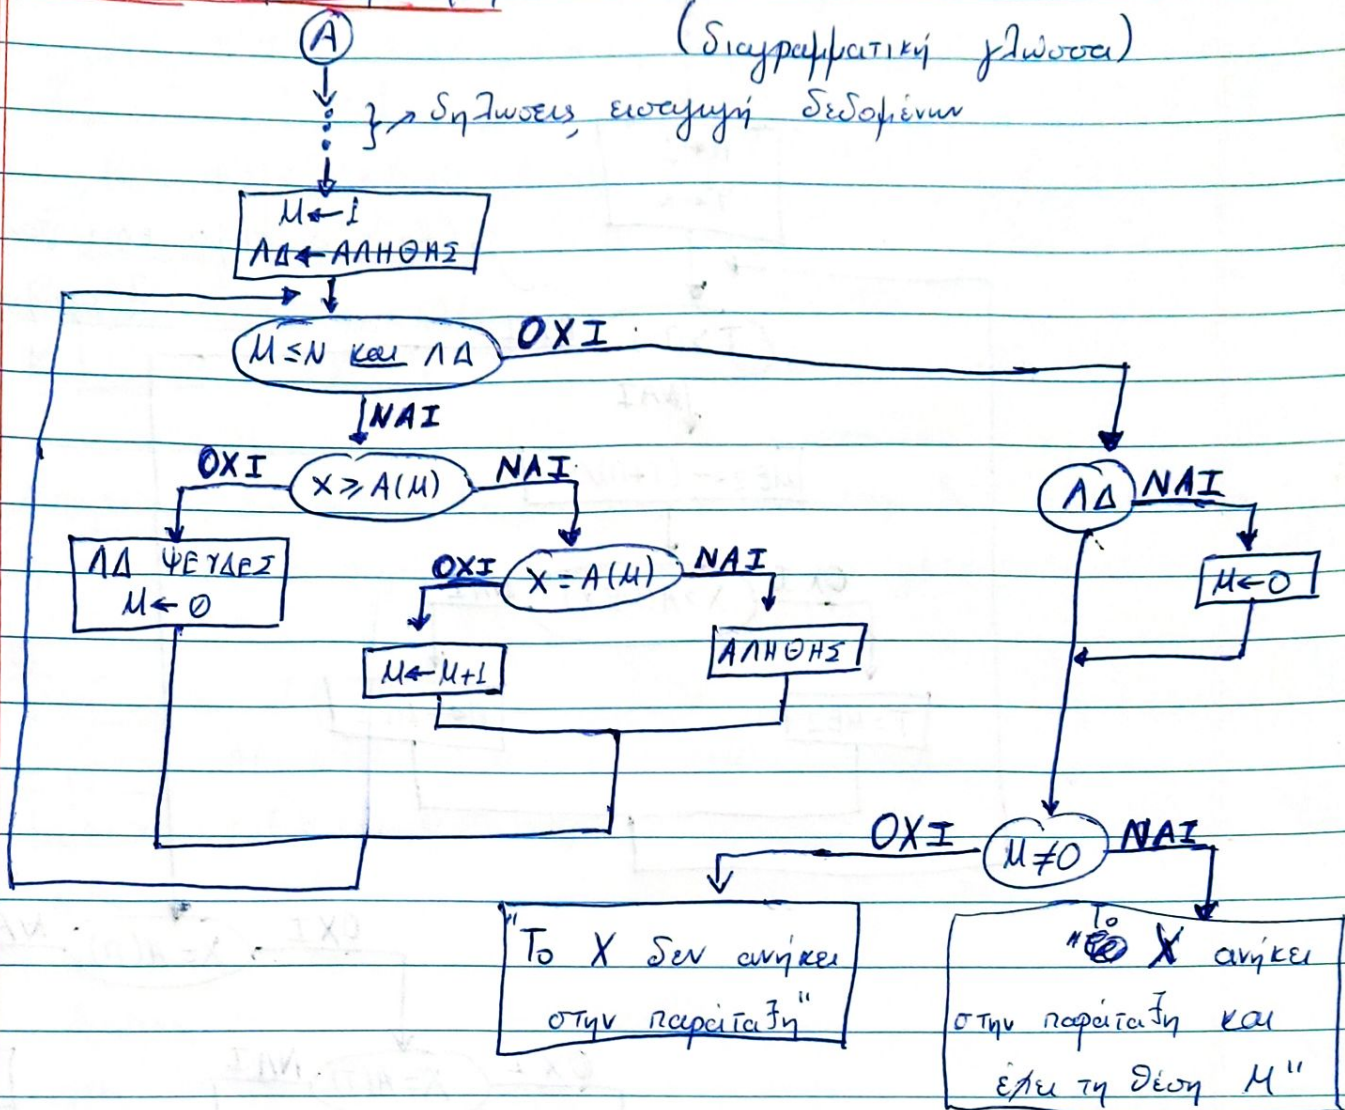 Α (διαγραμματική γλώσσα)
} → δηλώσεις, εισαγωγή δεδομένων
Μ←1
ΛΔ←ΑΛΗΘΗΣ
Μ≤Ν και ΛΔ ΟΧΙ
ΝΑΙ
ΟΧΙ Χ≥Α(Μ) ΝΑΙ
ΛΔ ΝΑΙ
ΛΔ ΨΕΥΔΕΣ
Μ←0
ΟΧΙ Χ=Α(Μ) ΝΑΙ
Μ←0
Μ←Μ+1
ΑΛΗΘΗΣ
ΟΧΙ Μ≠0 ΝΑΙ
"Το Χ δεν ανήκει
στην παράταξη"
"Το Χ ανήκει
στην παράταξη και
έχει τη θέση Μ"